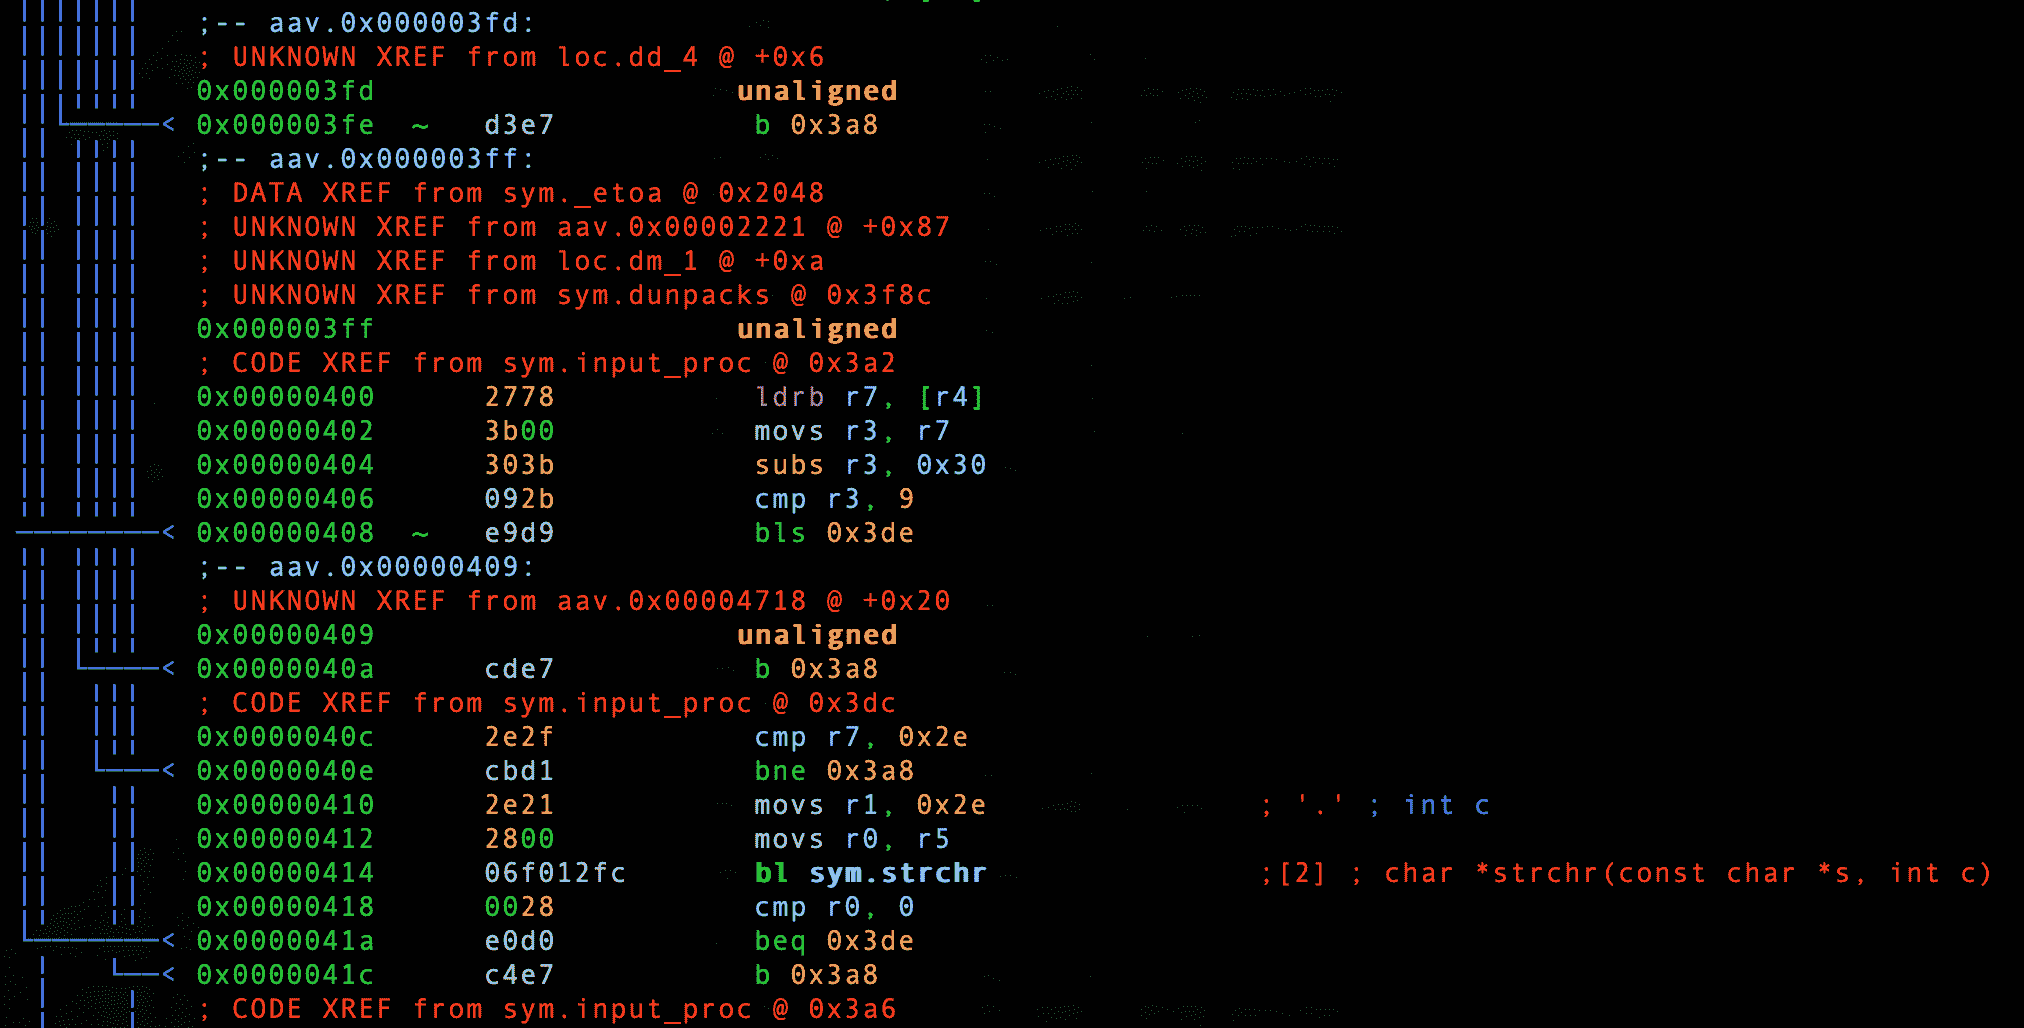 ;-- aav.0x000003fd:
; UNKNOWN XREF from loc.dd_4 @ +0x6
0x000003fd unaligned
< 0x000003fe ~ d3e7 b 0x3a8
;-- aav.0x000003ff:
; DATA XREF from sym._etoa @ 0x2048
; UNKNOWN XREF from aav.0x00002221 @ +0x87
; UNKNOWN XREF from loc.dm_1 @ +0xa
; UNKNOWN XREF from sym.dunpacks @ 0x3f8c
0x000003ff unaligned
; CODE XREF from sym.input_proc @ 0x3a2
0x00000400 2778 ldrb r7, [r4]
0x00000402 3b00 movs r3, r7
0x00000404 303b subs r3, 0x30
0x00000406 092b cmp r3, 9
< 0x00000408 ~ e9d9 bls 0x3de
;-- aav.0x00000409:
; UNKNOWN XREF from aav.0x00004718 @ +0x20
0x00000409 unaligned
< 0x0000040a cde7 b 0x3a8
; CODE XREF from sym.input_proc @ 0x3dc
0x0000040c 2e2f cmp r7, 0x2e
< 0x0000040e cbd1 bne 0x3a8
0x00000410 2e21 movs r1, 0x2e ; '.' ; int c
0x00000412 2800 movs r0, r5
0x00000414 06f012fc bl sym.strchr ;[2] ; char *strchr(const char *s, int c)
0x00000418 0028 cmp r0, 0
< 0x0000041a e0d0 beq 0x3de
< 0x0000041c c4e7 b 0x3a8
; CODE XREF from sym.input_proc @ 0x3a6